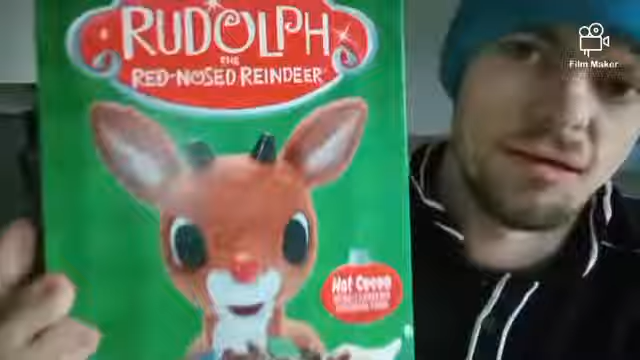 RUDOLPH
THE
RED-NOSED REINDEER
Film Maker
Hot Cocoa